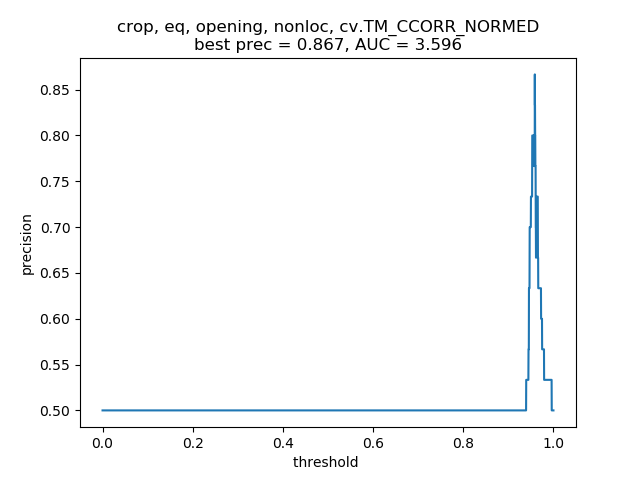 crop, eq, opening, nonloc, cv.TM_CCORR_NORMED
best prec = 0.867, AUC = 3.596
0.85
0.80
0.75
0.70
0.65
0.60
0.55
0.50
precision
0.0 0.2 0.4 0.6 0.8 1.0
threshold